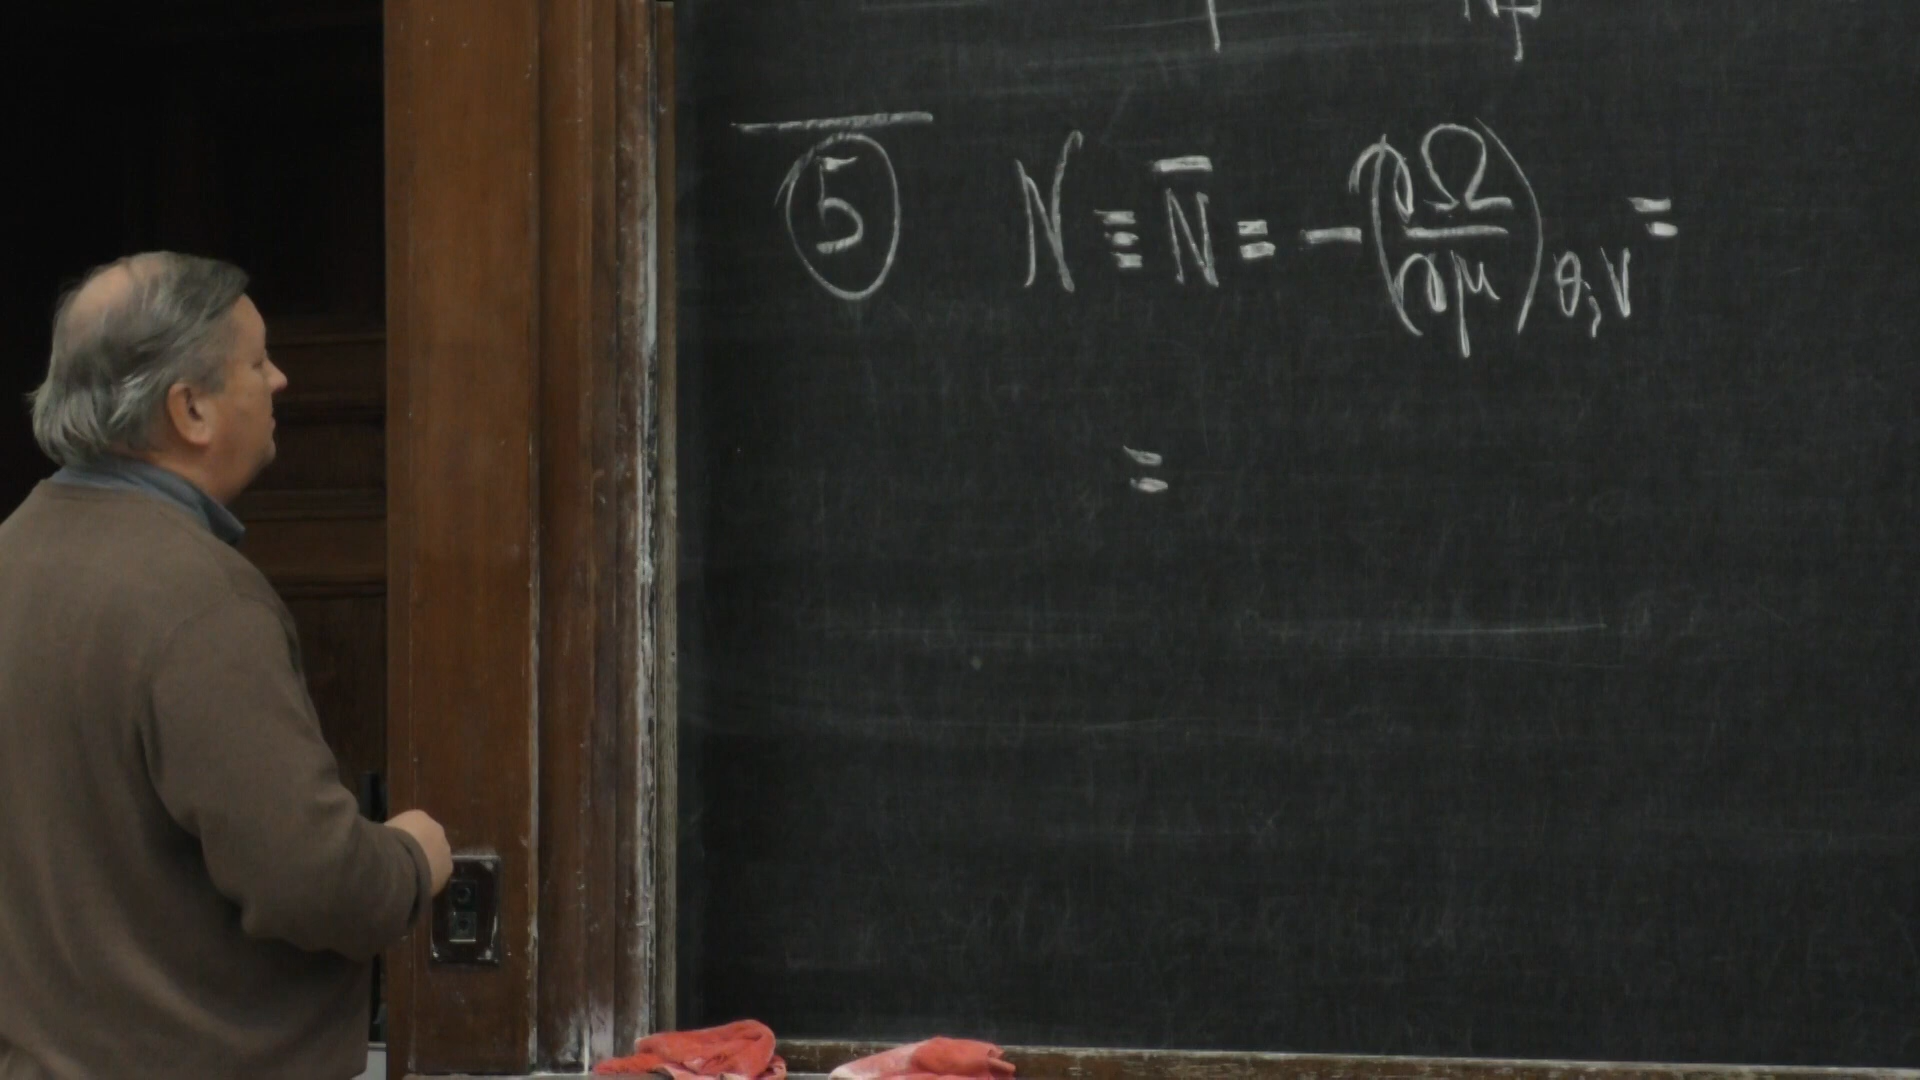 ⑤ N ≡ N̅ = -(∂Ω/∂μ)θ,V =
=